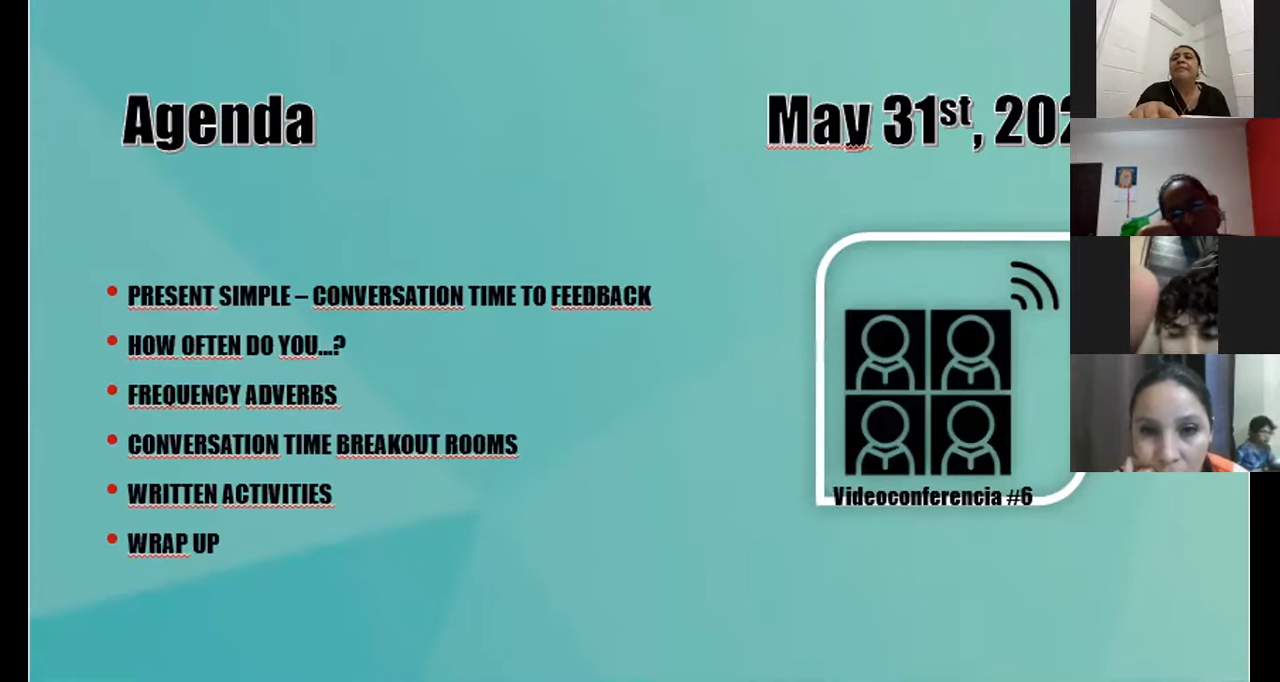 Agenda
May 31st, 202
PRESENT SIMPLE – CONVERSATION TIME TO FEEDBACK
HOW OFTEN DO YOU...?
FREQUENCY ADVERBS
CONVERSATION TIME BREAKOUT ROOMS
WRITTEN ACTIVITIES
WRAP UP
Videoconferencia #6